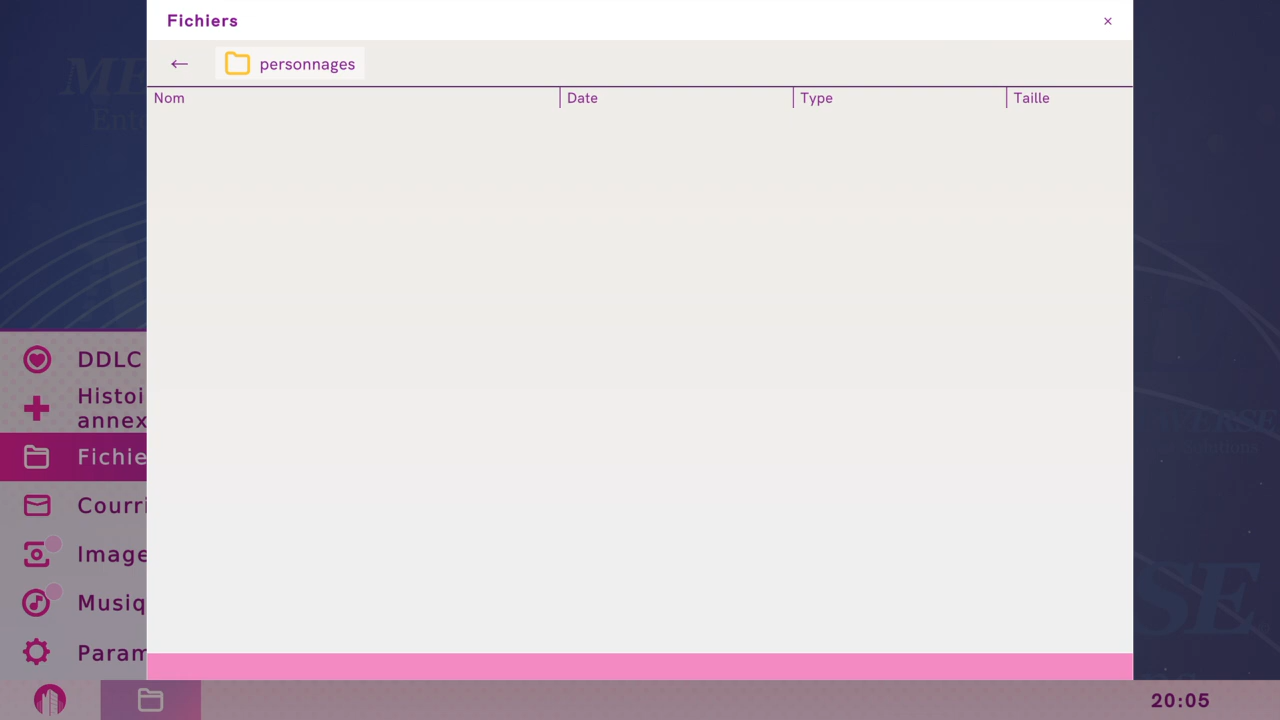 Fichiers
×
← personnages
Nom Date Type Taille
DDLC
Histoi
annex
Fichie
Courri
Image
Musiq
Param
20:05